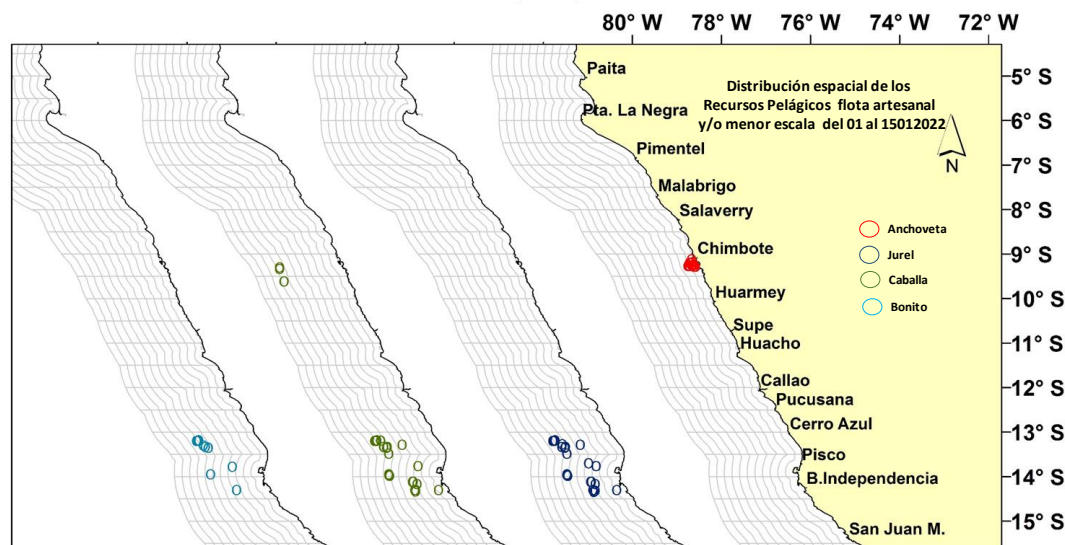 80° W 78° W 76° W 74° W 72° W
Distribución espacial de los
Recursos Pelágicos flota artesanal
y/o menor escala del 01 al 15012022
N
Paita
Pta. La Negra
Pimentel
Malabrigo
Salaverry
Chimbote
Huarmey
Supe
Huacho
Callao
Pucusana
Cerro Azul
Pisco
B.Independencia
San Juan M.
Anchoveta
Jurel
Caballa
Bonito
5° S
6° S
7° S
8° S
9° S
10° S
11° S
12° S
13° S
14° S
15° S